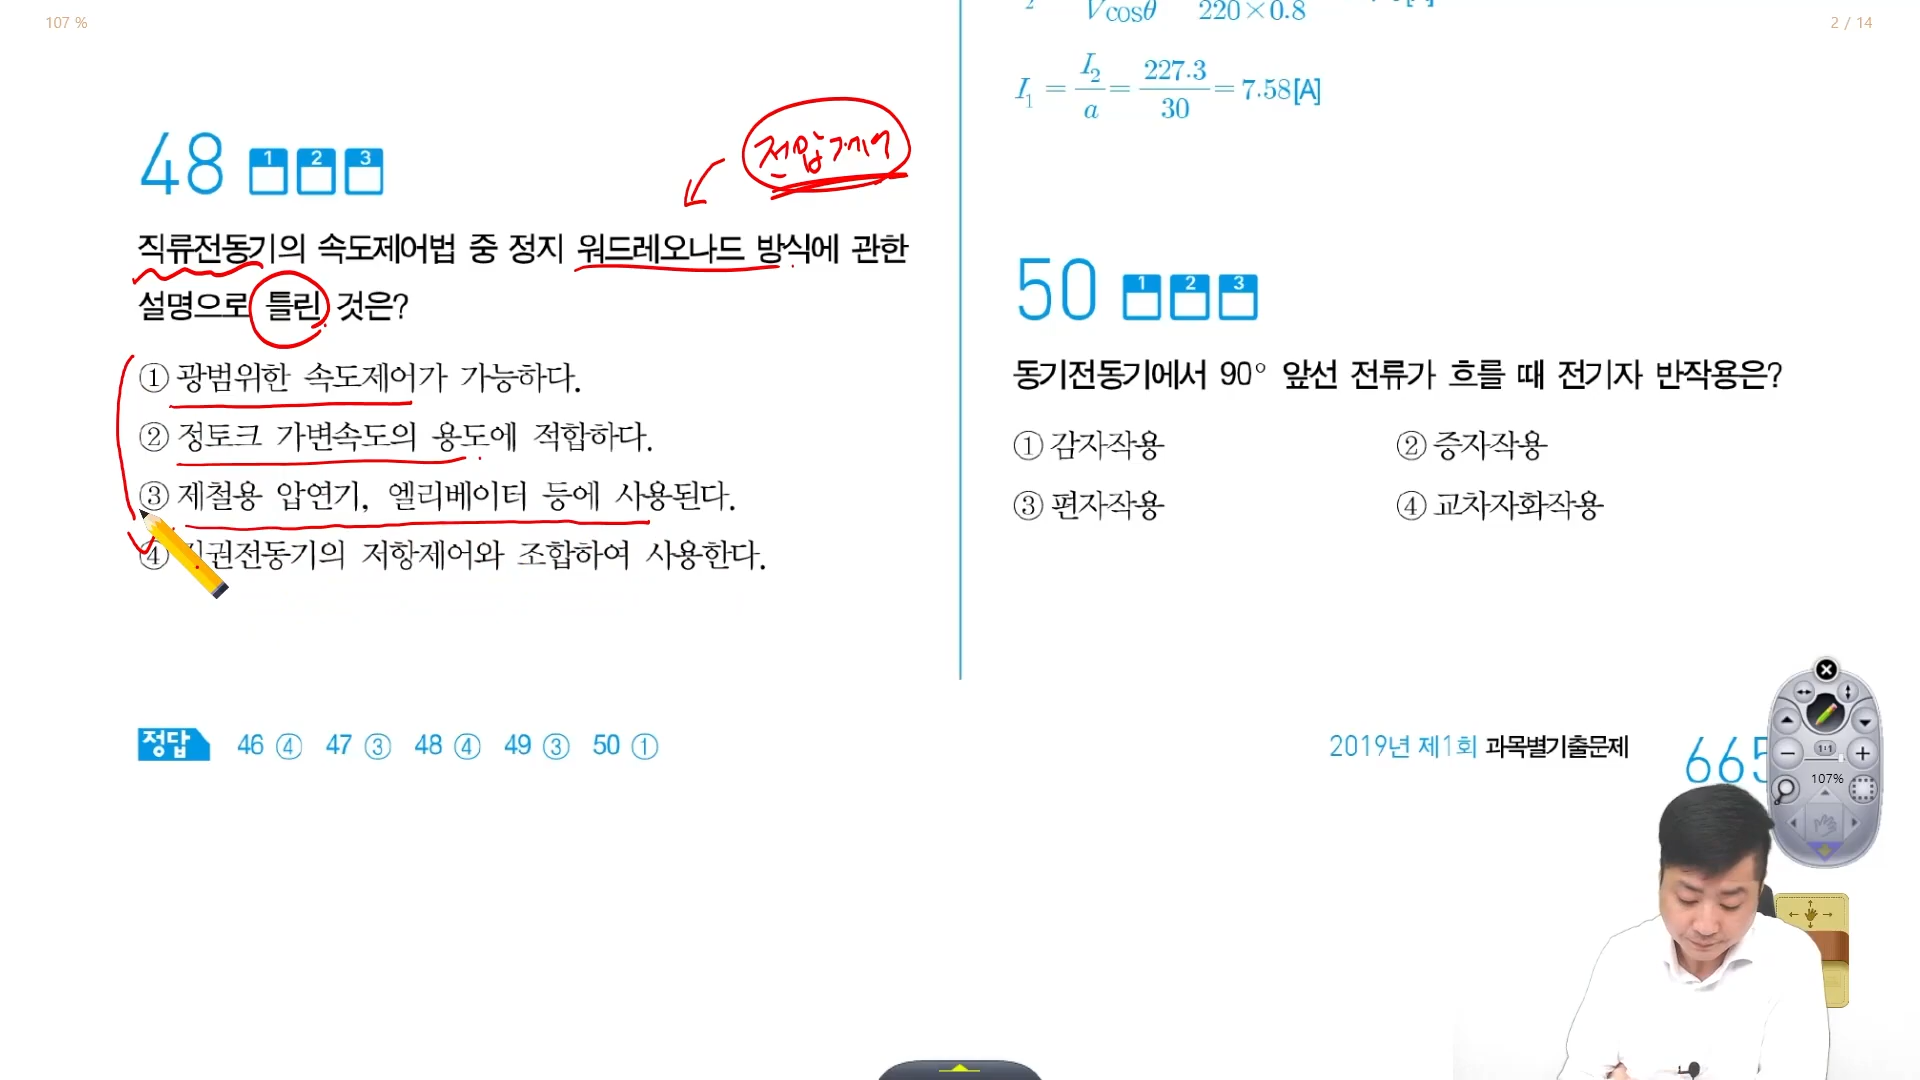 107 %
2 / 14
2 Vcosθ 220×0.8
I₁ = I₂/a = 227.3/30 = 7.58[A]
전압제어
48 1 2 3
직류전동기의 속도제어법 중 정지 워드레오나드 방식에 관한
설명으로 틀린 것은?
① 광범위한 속도제어가 가능하다.
② 정토크 가변속도의 용도에 적합하다.
③ 제철용 압연기, 엘리베이터 등에 사용된다.
④ 권전동기의 저항제어와 조합하여 사용한다.
50 1 2 3
동기전동기에서 90° 앞선 전류가 흐를 때 전기자 반작용은?
① 감자작용 ② 증자작용
③ 편자작용 ④ 교차자화작용
정답 46 ④ 47 ③ 48 ④ 49 ③ 50 ①
2019년 제1회 과목별기출문제 665
1:1
107%